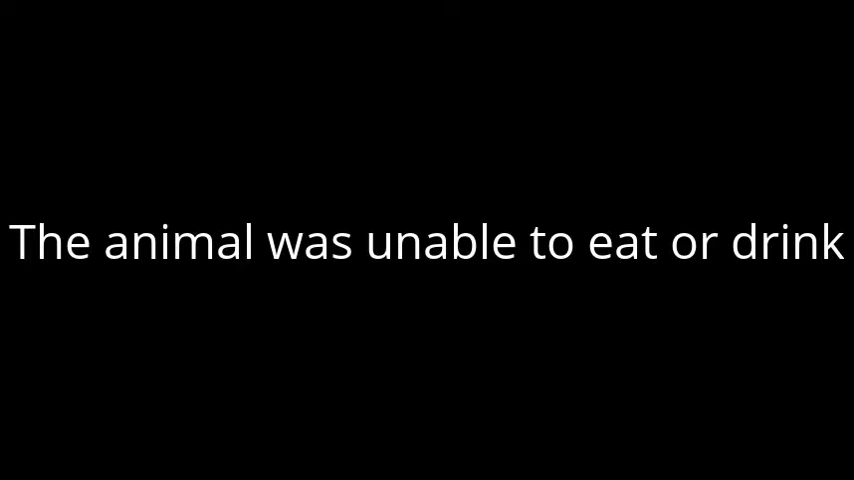 The animal was unable to eat or drink